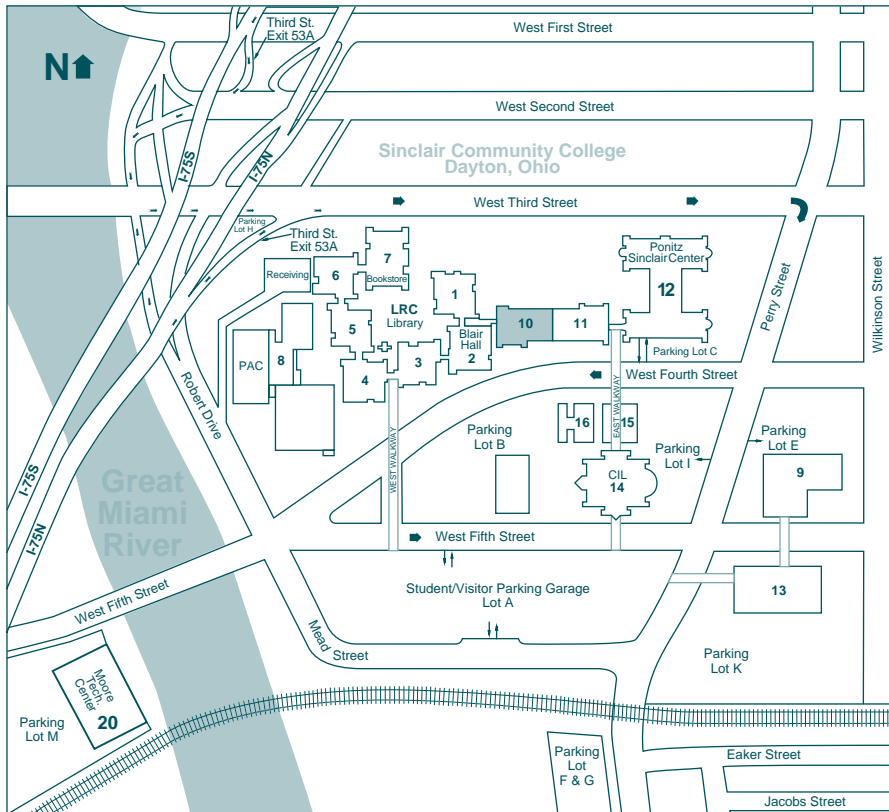 Third St.
Exit 53A
West First Street
N
West Second Street
I-75S
I-75N
Sinclair Community College
Dayton, Ohio
West Third Street
Parking
Lot H
Third St.
Exit 53A
Ponitz
Sinclair Center
12
7
Bookstore
6
Receiving
1
LRC
Library
10
11
5
Blair
Hall
2
3
Parking Lot C
PAC
8
4
West Fourth Street
Perry Street
Wilkinson Street
Robert Drive
WEST WALKWAY
EAST WALKWAY
16
15
Parking
Lot B
Parking
Lot I
Parking
Lot E
9
CIL
14
I-75S
I-75N
Great
Miami
River
West Fifth Street
West Fifth Street
Student/Visitor Parking Garage
Lot A
13
Mead Street
Parking
Lot K
Moore
Tech.
Center
20
Parking
Lot M
Parking
Lot
F & G
Eaker Street
Jacobs Street